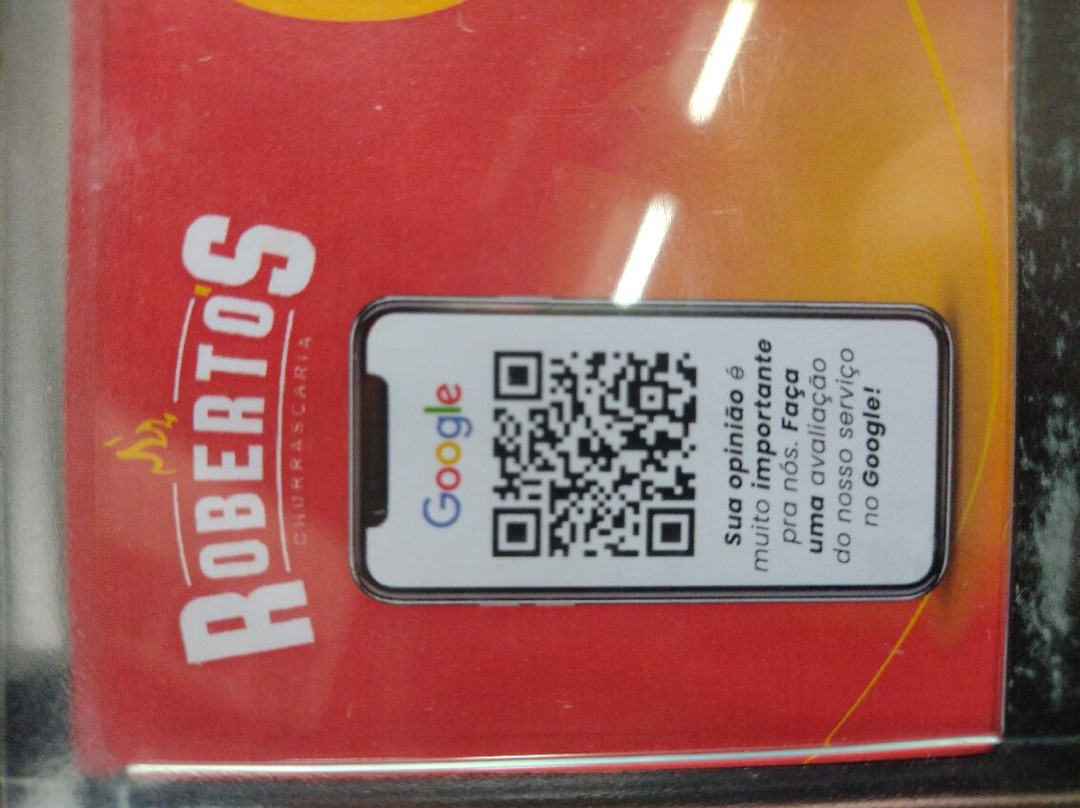 ROBERTO'S
CHURRASCARIA
Google
Sua opinião é
muito importante
pra nós. Faça
uma avaliação
do nosso serviço
no Google!